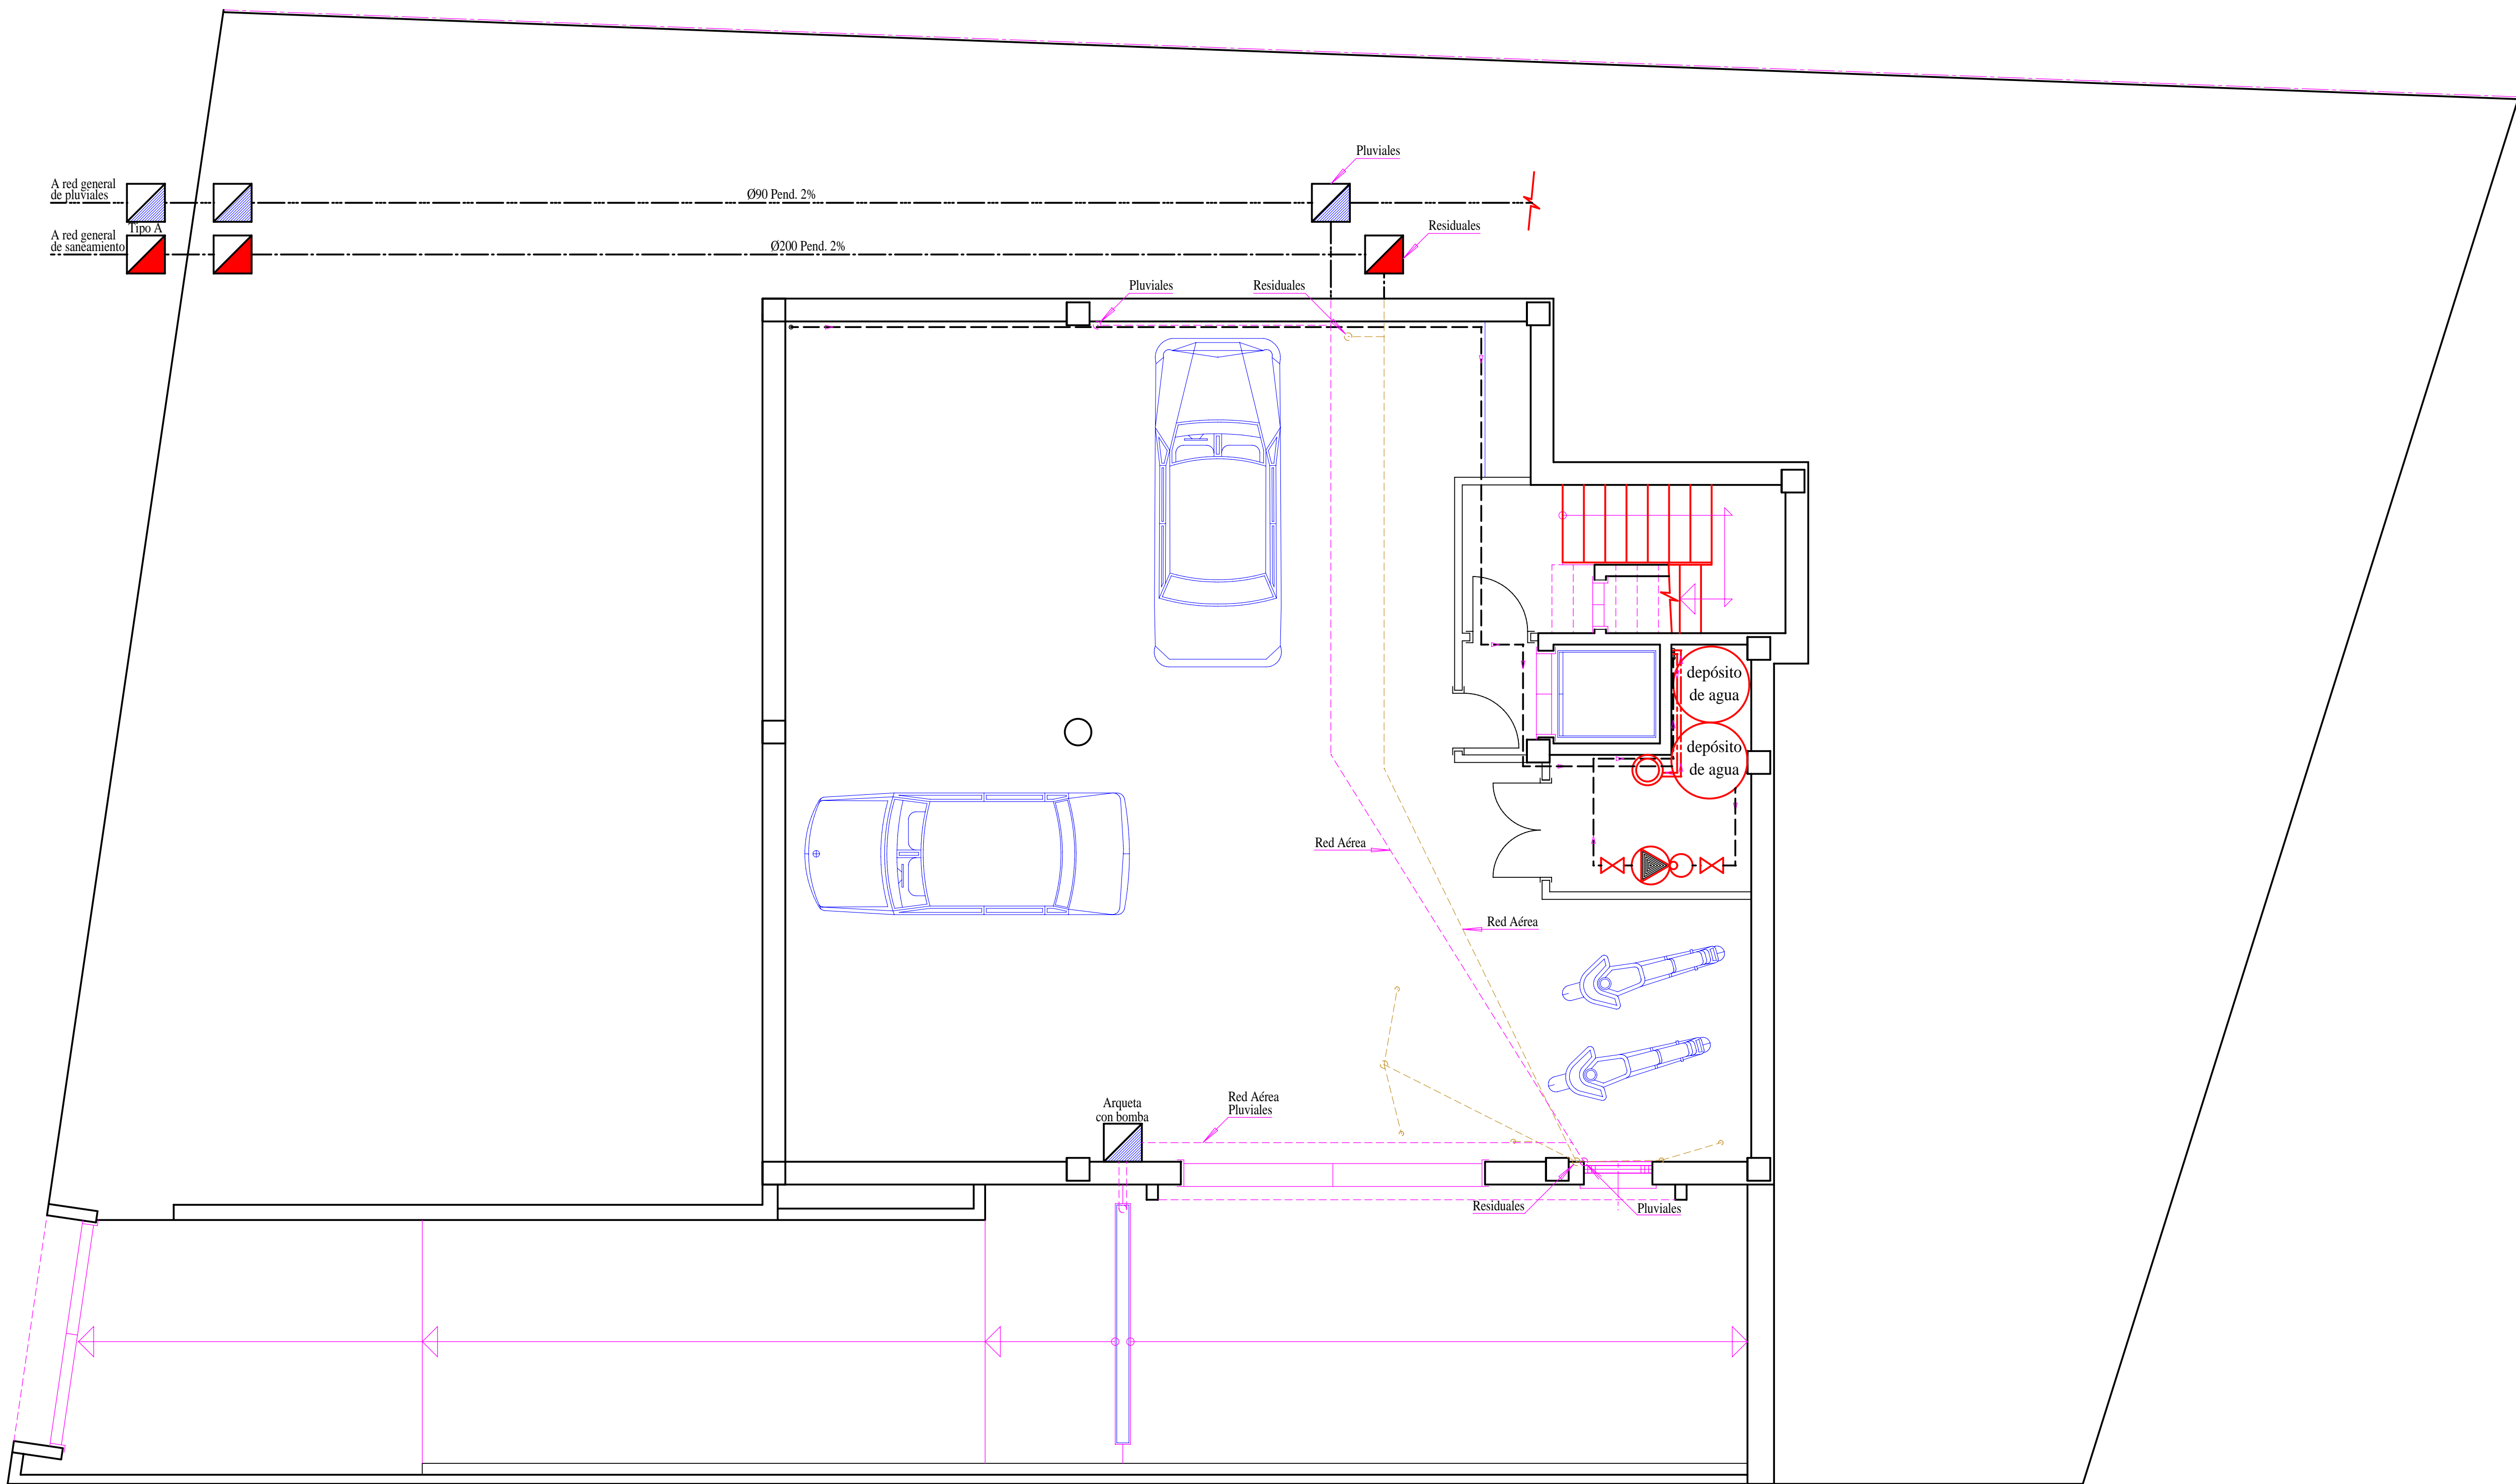 Pluviales
A red general
de pluviales
Ø90 Pend. 2%
Tipo A
Residuales
A red general
de saneamiento
Ø200 Pend. 2%
Pluviales
Residuales
depósito
de agua
depósito
de agua
Red Aérea
Red Aérea
Arqueta
con bomba
Red Aérea
Pluviales
Residuales
Pluviales